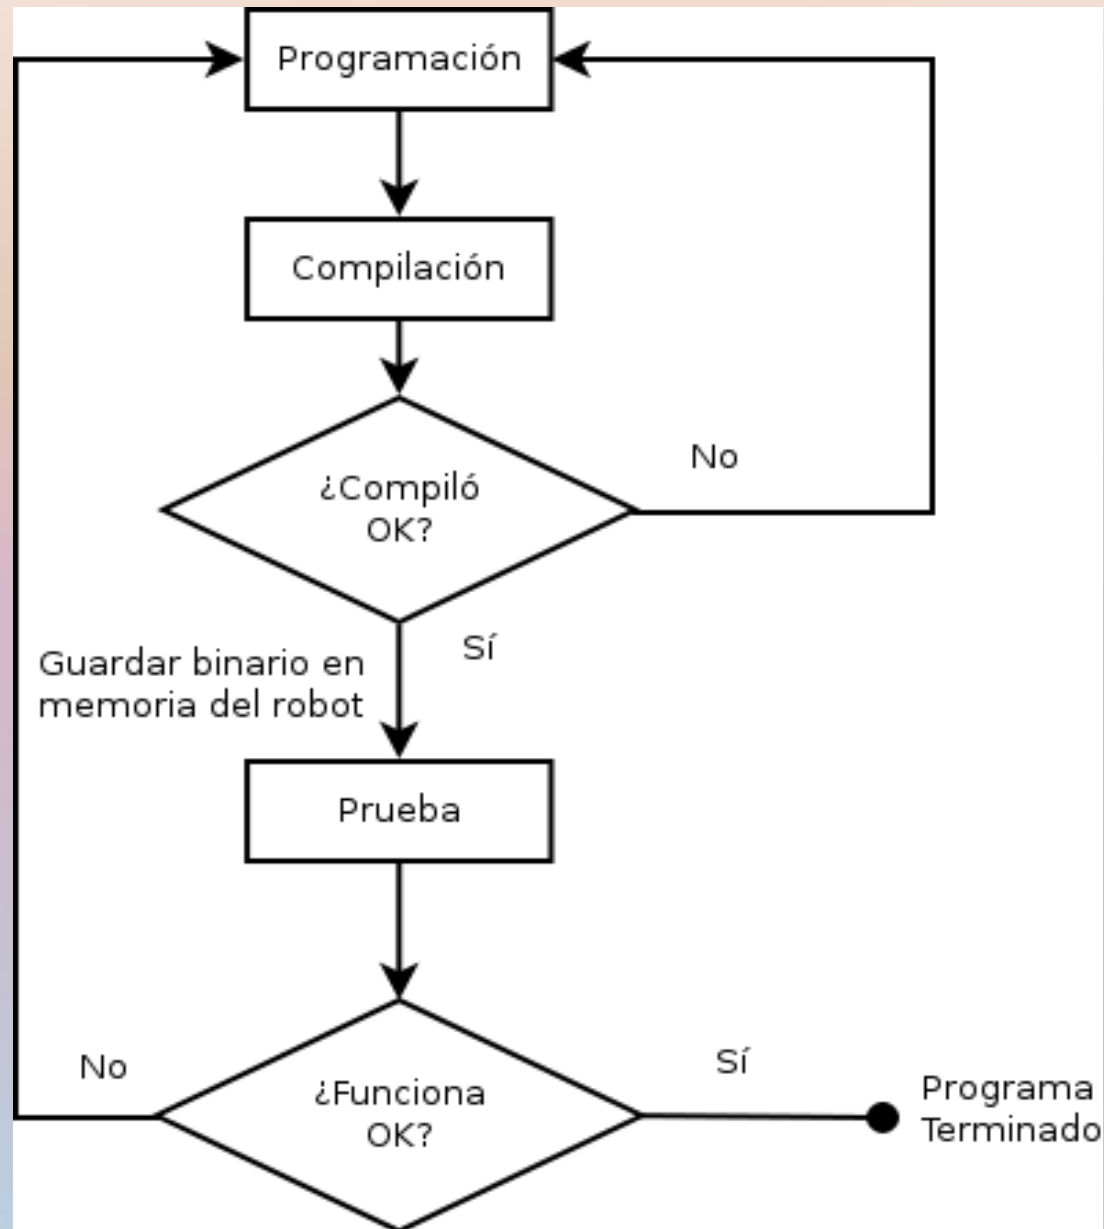 Programación
Compilación
¿Compiló
OK?
No
Sí
Guardar binario en
memoria del robot
Prueba
¿Funciona
OK?
No
Sí
Programa
Terminado